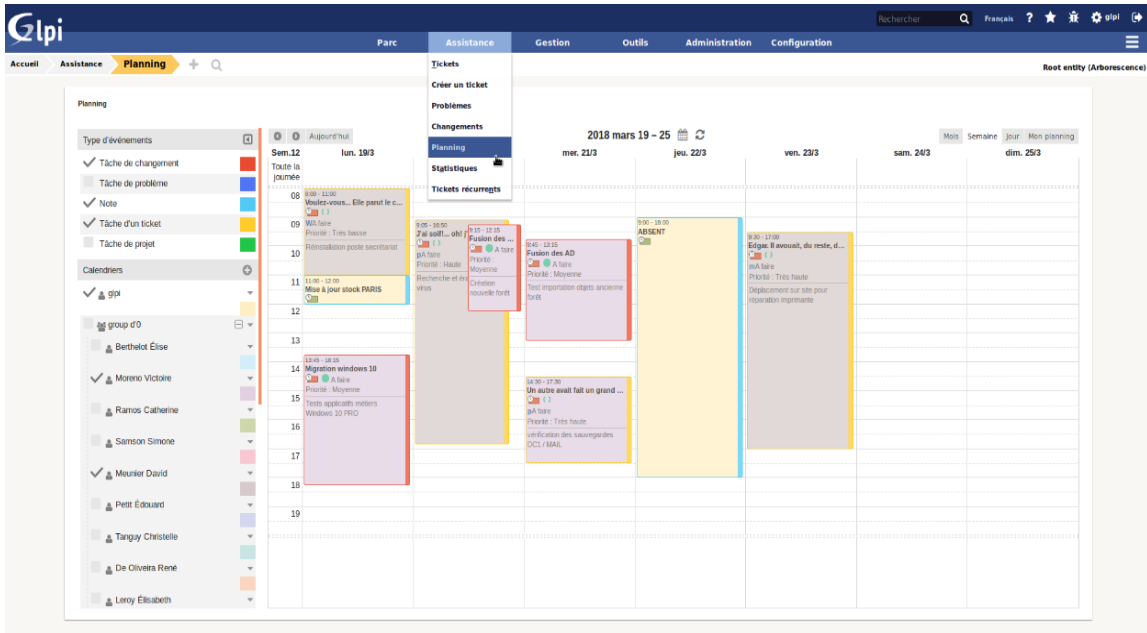 Glpi
Rechercher
Français ? glpi
Parc Assistance Gestion Outils Administration Configuration
Accueil Assistance Planning
Root entity (Arborescence)
Tickets
Créer un ticket
Problèmes
Changements
Planning
Statistiques
Tickets récurrents
Planning
Type d'événements
Tâche de changement
Tâche de problème
Note
Tâche d'un ticket
Tâche de projet
Calendriers
glpi
group d'0
Berthelot Élise
Moreno Victoire
Ramos Catherine
Samson Simone
Meunier David
Petit Édouard
Tanguy Christelle
De Oliveira René
Leroy Élisabeth
Aujourd'hui
2018 mars 19 – 25
Mois Semaine Jour Mon planning
Sem.12 lun. 19/3 mer. 21/3 jeu. 22/3 ven. 23/3 sam. 24/3 dim. 25/3
Toute la
journée
08
09
10
11
12
13
14
15
16
17
18
19
8:00 - 11:00
Voulez-vous... Elle parut le c...
A faire
Priorité : Très basse
Réinstallation poste secrétariat
11:00 - 12:00
Mise à jour stock PARIS
13:45 - 18:15
Migration windows 10
A faire
Priorité : Moyenne
Tests applicatifs métiers
Windows 10 PRO
9:05 - 16:50
J'ai soif!... oh! j'
A faire
Priorité : Haute
Recherche et
virus
9:15 - 12:15
Fusion des ...
A faire
Priorité :
Moyenne
Création
nouvelle forêt
9:45 - 13:15
Fusion des AD
A faire
Priorité : Moyenne
Test importation objets ancienne
forêt
14:30 - 17:30
Un autre avait fait un grand ...
A faire
Priorité : Très haute
vérification des sauvegardes
DC1 / MAIL
9:00 - 18:00
ABSENT
9:30 - 17:00
Edgar. Il avouait, du reste, d...
A faire
Priorité : Très haute
Déplacement sur site pour
réparation imprimante